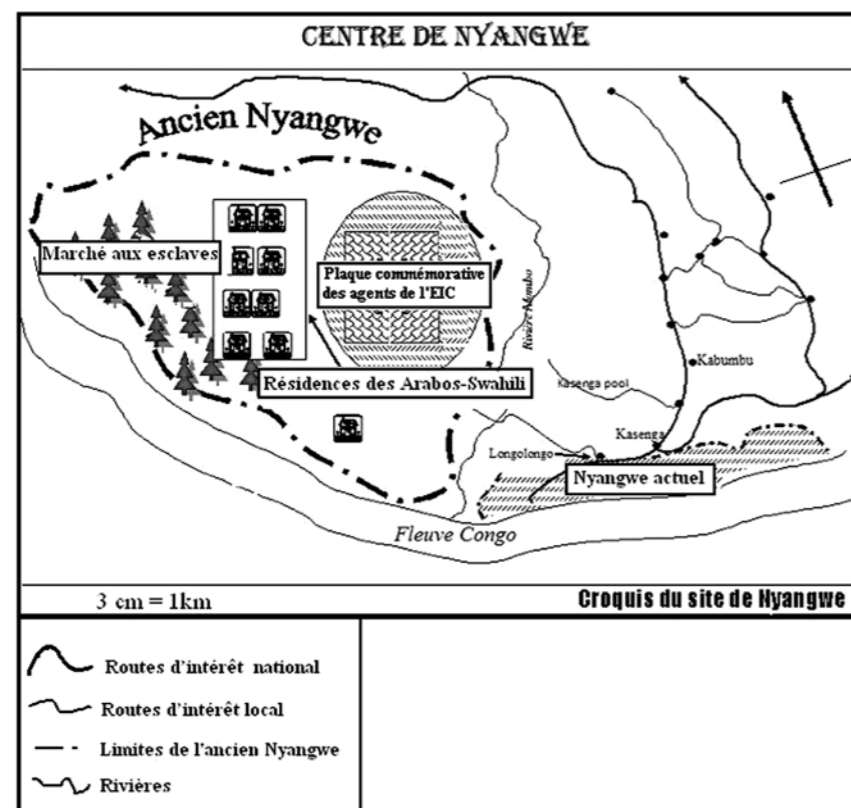 CENTRE DE NYANGWE
Ancien Nyangwe
Marché aux esclaves
Plaque commémorative
des agents de l'EIC
Résidences des Arabos-Swahili
Rivière Mambo
Kasenga pool
Kabumbu
Kasenga
Longolongo
Nyangwe actuel
Fleuve Congo
3 cm = 1km
Croquis du site de Nyangwe
Routes d'intérêt national
Routes d'intérêt local
Limites de l'ancien Nyangwe
Rivières